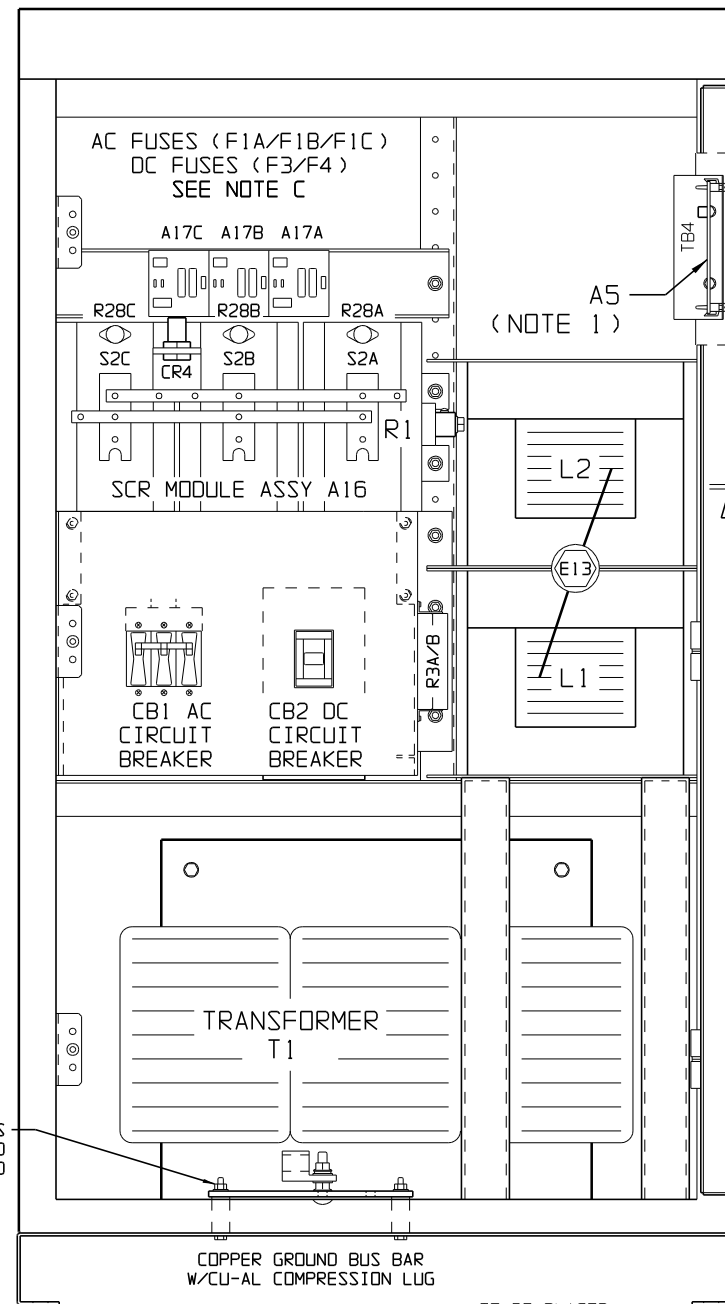 AC FUSES (F1A/F1B/F1C)
DC FUSES (F3/F4)
SEE NOTE C
A17C A17B A17A
TB4
A5
(NOTE 1)
R28C R28B R28A
S2C S2B S2A
CR4
R1
L2
SCR MODULE ASSY A16
E13
R3A/B
L1
CB1 AC
CIRCUIT
BREAKER
CB2 DC
CIRCUIT
BREAKER
TRANSFORMER
T1
COPPER GROUND BUS BAR
W/CU-AL COMPRESSION LUG